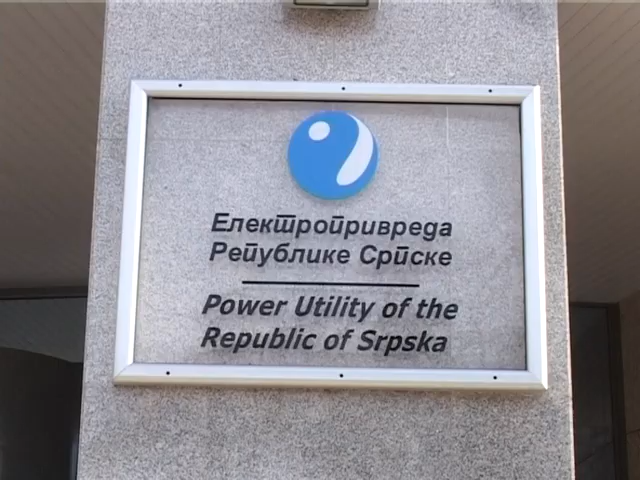 Електропривреда
Републике Српске
Power Utility of the
Republic of Srpska